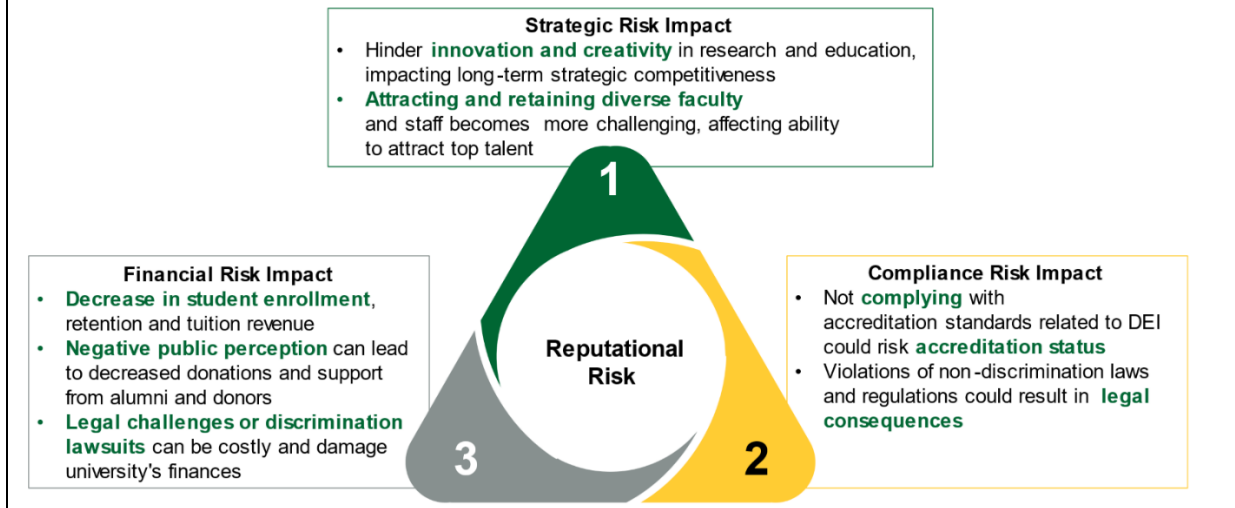 Strategic Risk Impact
• Hinder innovation and creativity in research and education,
impacting long-term strategic competitiveness
• Attracting and retaining diverse faculty
and staff becomes more challenging, affecting ability
to attract top talent
1
Financial Risk Impact
• Decrease in student enrollment,
retention and tuition revenue
• Negative public perception can lead
to decreased donations and support
from alumni and donors
• Legal challenges or discrimination
lawsuits can be costly and damage
university's finances
Reputational
Risk
Compliance Risk Impact
• Not complying with
accreditation standards related to DEI
could risk accreditation status
• Violations of non-discrimination laws
and regulations could result in legal
consequences
3
2